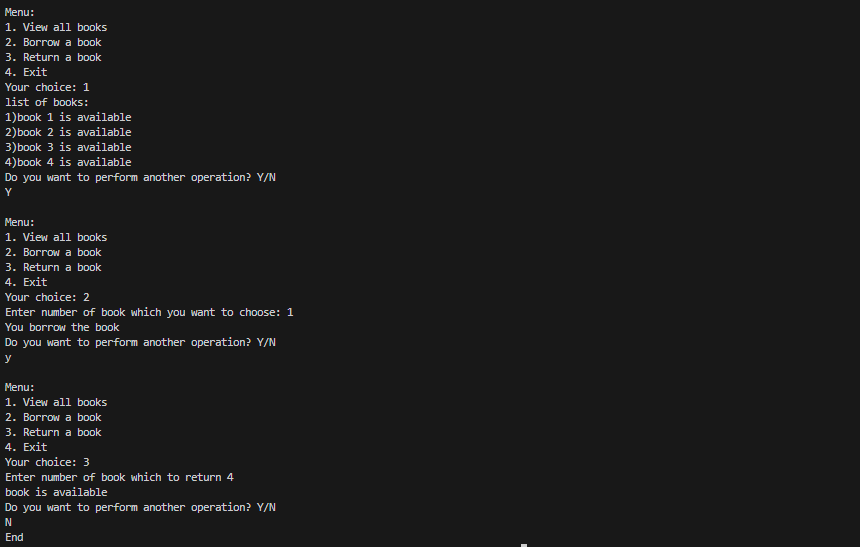 Menu:
1. View all books
2. Borrow a book
3. Return a book
4. Exit
Your choice: 1
list of books:
1)book 1 is available
2)book 2 is available
3)book 3 is available
4)book 4 is available
Do you want to perform another operation? Y/N
Y
Menu:
1. View all books
2. Borrow a book
3. Return a book
4. Exit
Your choice: 2
Enter number of book which you want to choose: 1
You borrow the book
Do you want to perform another operation? Y/N
y
Menu:
1. View all books
2. Borrow a book
3. Return a book
4. Exit
Your choice: 3
Enter number of book which to return 4
book is available
Do you want to perform another operation? Y/N
N
End